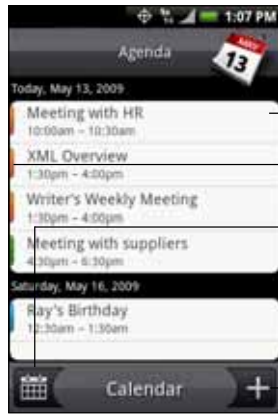 1:07 PM
Agenda
MAY
13
Today, May 13, 2009
Meeting with HR
10:00am – 10:30am
XML Overview
1:30pm – 4:00pm
Writer's Weekly Meeting
1:30pm – 4:00pm
Meeting with suppliers
4:30pm – 6:30pm
Saturday, May 16, 2009
Ray's Birthday
12:30am – 1:30am
Calendar